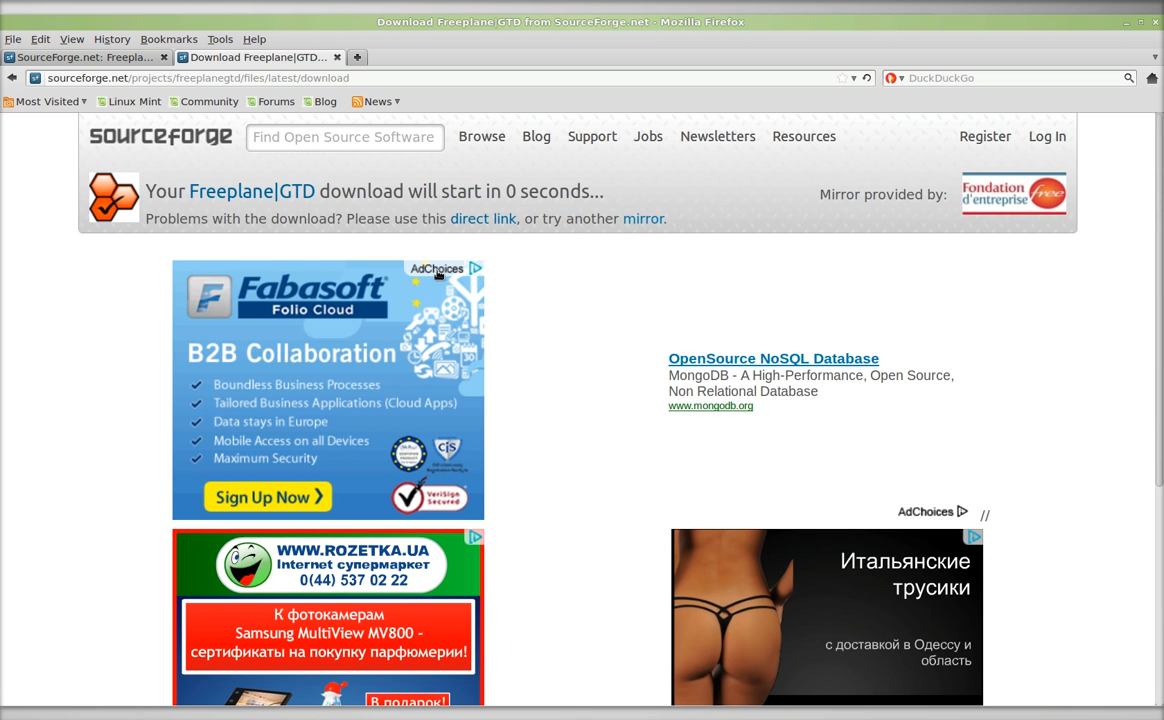 Download Freeplane|GTD from SourceForge.net - Mozilla Firefox
File Edit View History Bookmarks Tools Help
SourceForge.net: Freepla... Download Freeplane|GTD...
sourceforge.net/projects/freeplanegtd/files/latest/download DuckDuckGo
Most Visited Linux Mint Community Forums Blog News
sourceforge Find Open Source Software Browse Blog Support Jobs Newsletters Resources Register Log In
Your Freeplane|GTD download will start in 0 seconds...
Problems with the download? Please use this direct link, or try another mirror.
Mirror provided by:
Fondation
d'entreprise free
AdChoices
Fabasoft
Folio Cloud
B2B Collaboration
Boundless Business Processes
Tailored Business Applications (Cloud Apps)
Data stays in Europe
Mobile Access on all Devices
Maximum Security
Sign Up Now
CJS
VeriSign
Secured
OpenSource NoSQL Database
MongoDB - A High-Performance, Open Source,
Non Relational Database
www.mongodb.org
AdChoices //
WWW.ROZETKA.UA
Internet супермаркет
0(44) 537 02 22
К фотокамерам
Samsung MultiView MV800 -
сертификаты на покупку парфюмерии!
В подарок!
Итальянские
трусики
с доставкой в Одессу и
область